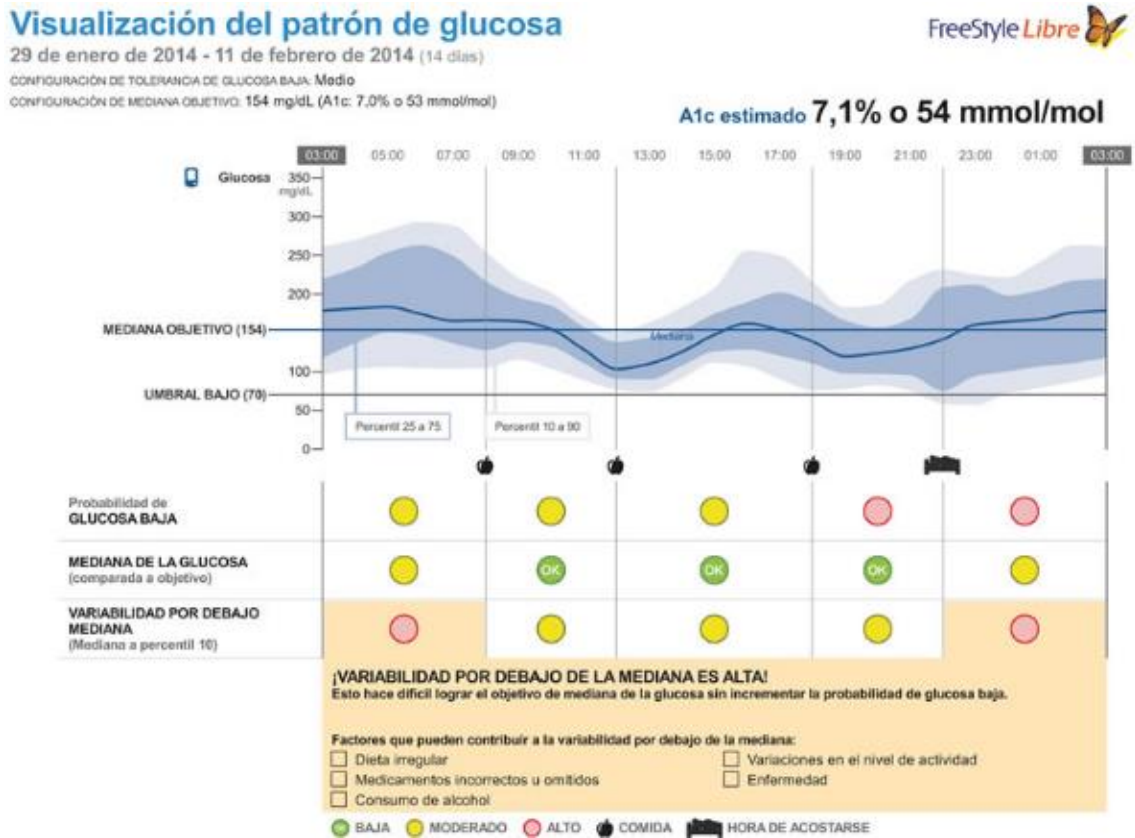 Visualización del patrón de glucosa
FreeStyle Libre
29 de enero de 2014 - 11 de febrero de 2014 (14 días)
CONFIGURACIÓN DE TOLERANCIA DE GLUCOSA BAJA: Medio
CONFIGURACIÓN DE MEDIANA OBJETIVO: 154 mg/dL (A1c: 7,0% o 53 mmol/mol)
A1c estimado 7,1% o 54 mmol/mol
03:00 05:00 07:00 09:00 11:00 13:00 15:00 17:00 19:00 21:00 23:00 01:00 03:00
Glucosa 350
mg/dL
300
250
200
MEDIANA OBJETIVO (154)
Mediana
100
UMBRAL BAJO (70)
50
Percentil 25 a 75
Percentil 10 a 90
0
Probabilidad de
GLUCOSA BAJA
MEDIANA DE LA GLUCOSA
(comparada a objetivo)
OK OK OK
VARIABILIDAD POR DEBAJO
MEDIANA
(Mediana a percentil 10)
¡VARIABILIDAD POR DEBAJO DE LA MEDIANA ES ALTA!
Esto hace difícil lograr el objetivo de mediana de la glucosa sin incrementar la probabilidad de glucosa baja.
Factores que pueden contribuir a la variabilidad por debajo de la mediana:
Dieta irregular
Variaciones en el nivel de actividad
Medicamentos incorrectos u omitidos
Enfermedad
Consumo de alcohol
OK BAJA MODERADO ALTO COMIDA HORA DE ACOSTARSE